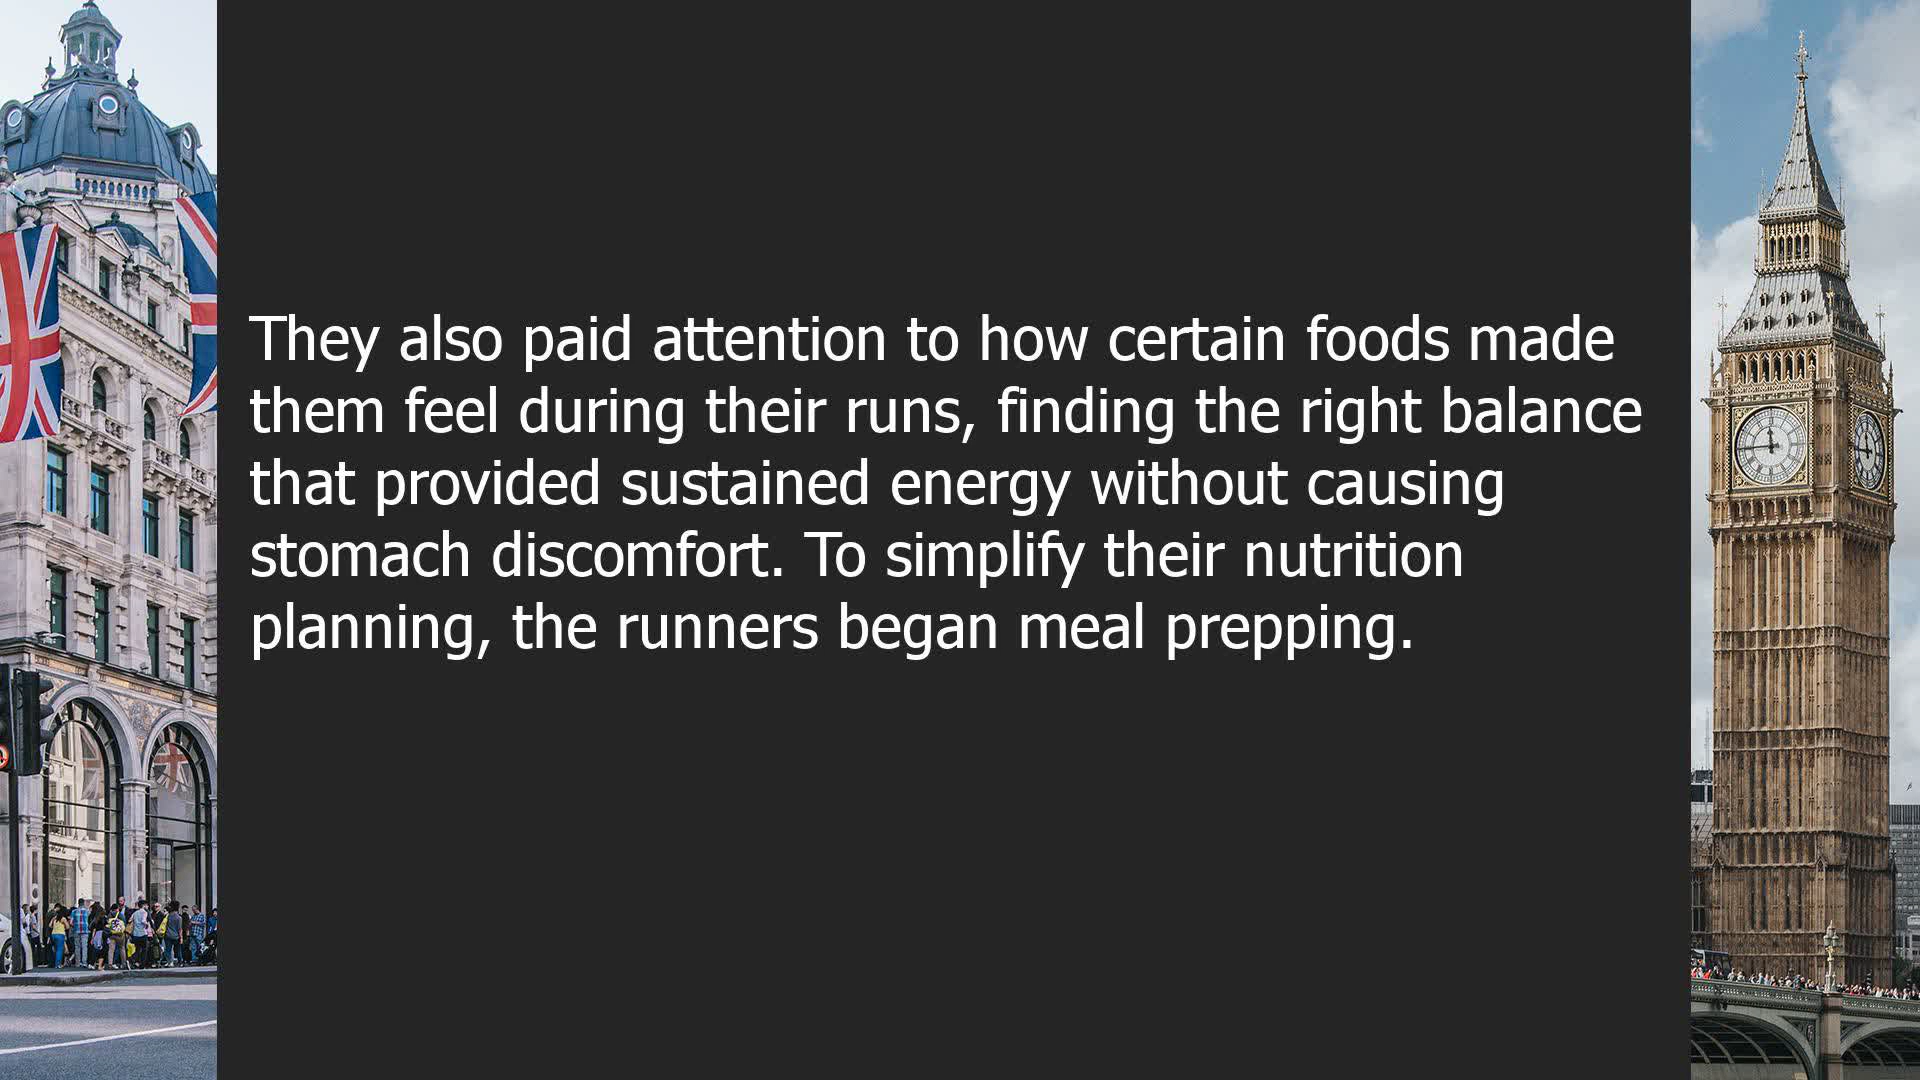 They also paid attention to how certain foods made
them feel during their runs, finding the right balance
that provided sustained energy without causing
stomach discomfort. To simplify their nutrition
planning, the runners began meal prepping.